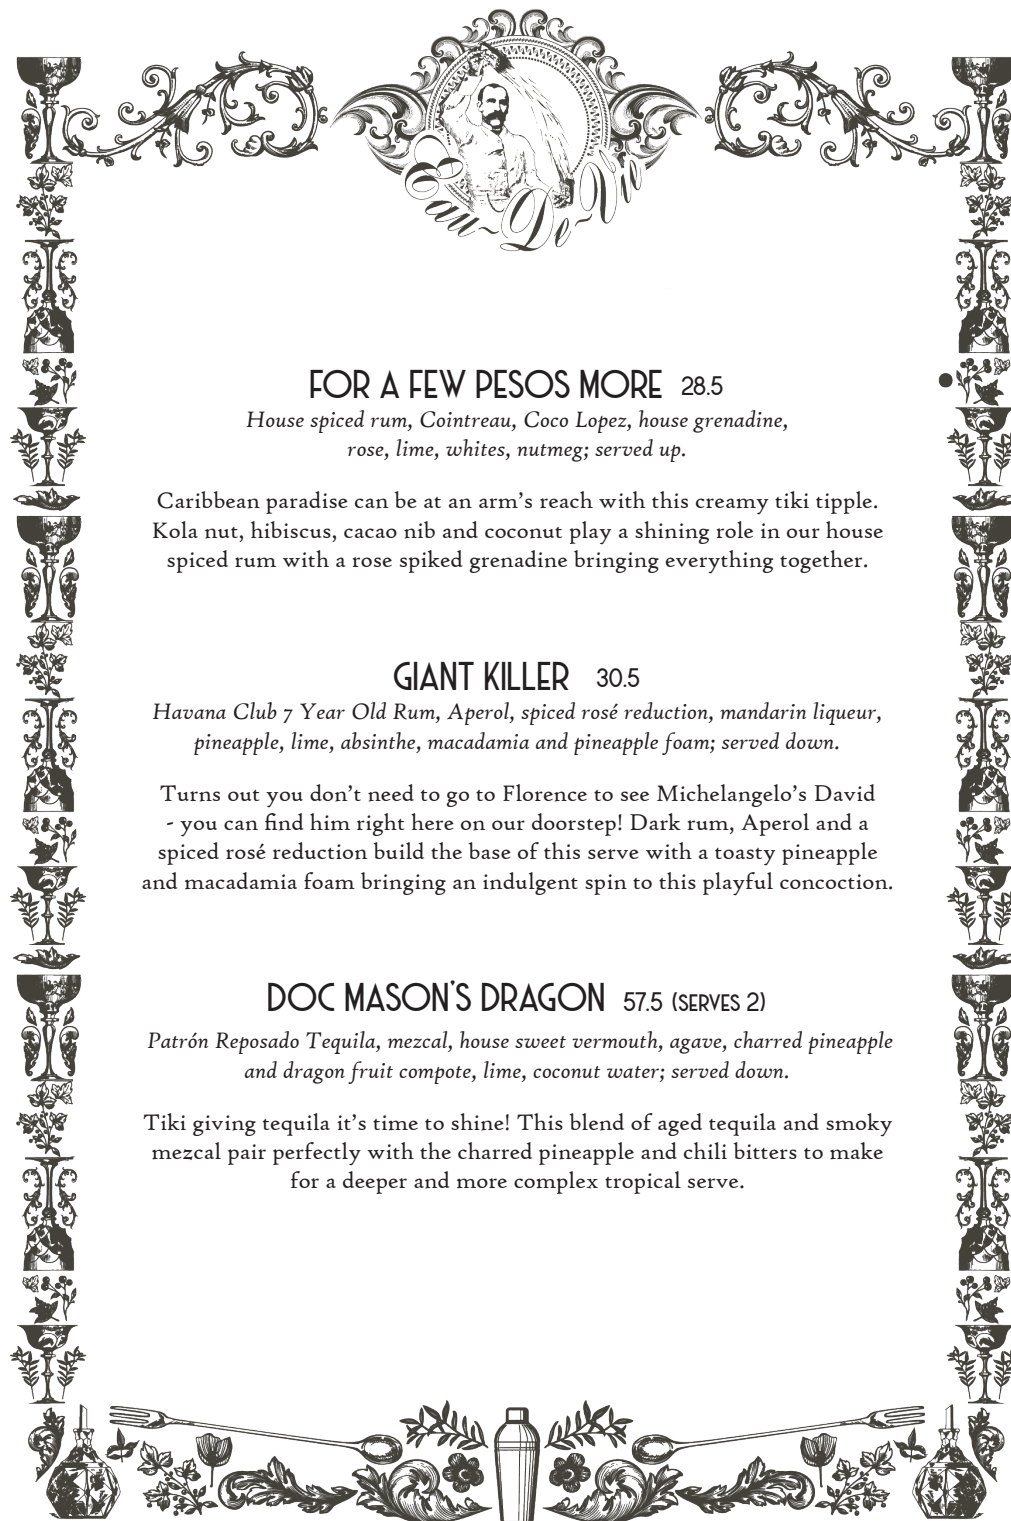 Eau~De~Vie
FOR A FEW PESOS MORE 28.5
House spiced rum, Cointreau, Coco Lopez, house grenadine,
rose, lime, whites, nutmeg; served up.
Caribbean paradise can be at an arm’s reach with this creamy tiki tipple.
Kola nut, hibiscus, cacao nib and coconut play a shining role in our house
spiced rum with a rose spiked grenadine bringing everything together.
GIANT KILLER 30.5
Havana Club 7 Year Old Rum, Aperol, spiced rosé reduction, mandarin liqueur,
pineapple, lime, absinthe, macadamia and pineapple foam; served down.
Turns out you don’t need to go to Florence to see Michelangelo’s David
- you can find him right here on our doorstep! Dark rum, Aperol and a
spiced rosé reduction build the base of this serve with a toasty pineapple
and macadamia foam bringing an indulgent spin to this playful concoction.
DOC MASON’S DRAGON 57.5 (SERVES 2)
Patrón Reposado Tequila, mezcal, house sweet vermouth, agave, charred pineapple
and dragon fruit compote, lime, coconut water; served down.
Tiki giving tequila it’s time to shine! This blend of aged tequila and smoky
mezcal pair perfectly with the charred pineapple and chili bitters to make
for a deeper and more complex tropical serve.